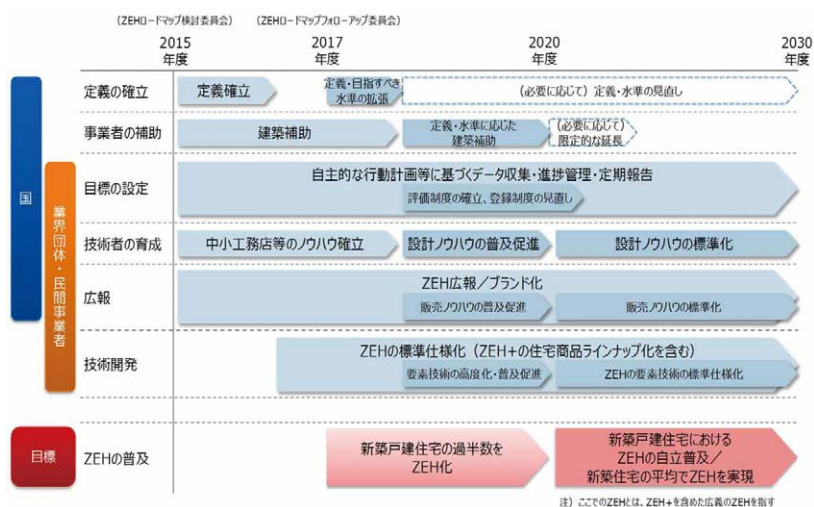 （ZEHロードマップ検討委員会）
（ZEHロードマップフォローアップ委員会）
2015
年度
2017
年度
2020
年度
2030
年度
国
業界団体・民間事業者
定義の確立
定義確立
定義・目指すべき
水準の拡張
（必要に応じて）定義・水準の見直し
事業者の補助
建築補助
定義・水準に応じた
建築補助
（必要に応じて）
限定的な延長
目標の設定
自主的な行動計画等に基づくデータ収集・進捗管理・定期報告
評価制度の確立、登録制度の見直し
技術者の育成
中小工務店等のノウハウ確立
設計ノウハウの普及促進
設計ノウハウの標準化
広報
ZEH広報／ブランド化
販売ノウハウの普及促進
販売ノウハウの標準化
技術開発
ZEHの標準仕様化（ZEH+の住宅商品ラインナップ化を含む）
要素技術の高度化・普及促進
ZEHの要素技術の標準仕様化
目標
ZEHの普及
新築戸建住宅の過半数を
ZEH化
新築戸建住宅における
ZEHの自立普及／
新築住宅の平均でZEHを実現
注）ここでのZEHとは、ZEH+を含めた広義のZEHを指す